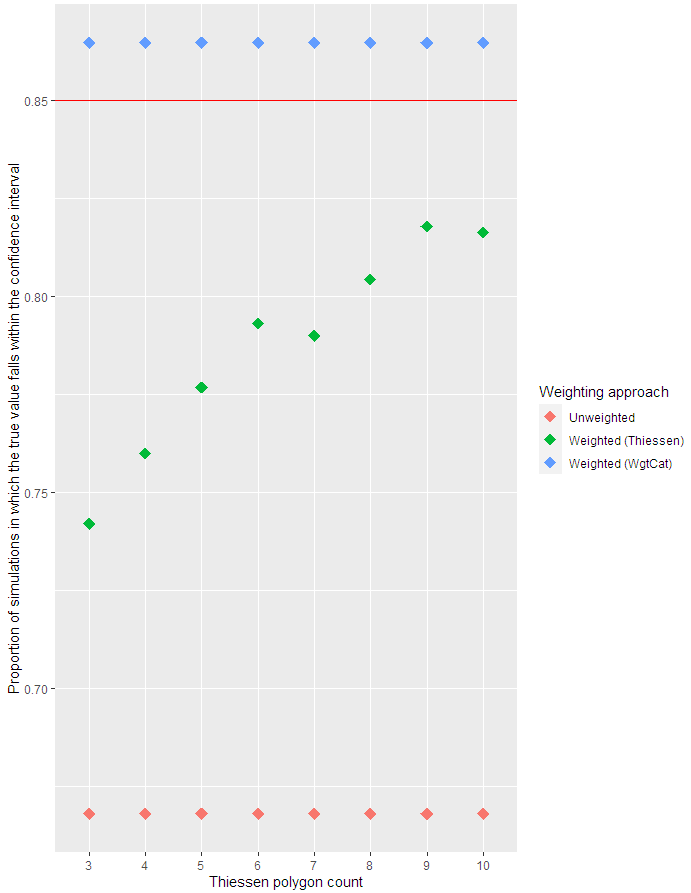 Proportion of simulations in which the true value falls within the confidence interval
0.85
0.80
0.75
0.70
3 4 5 6 7 8 9 10
Thiessen polygon count
Weighting approach
Unweighted
Weighted (Thiessen)
Weighted (WgtCat)